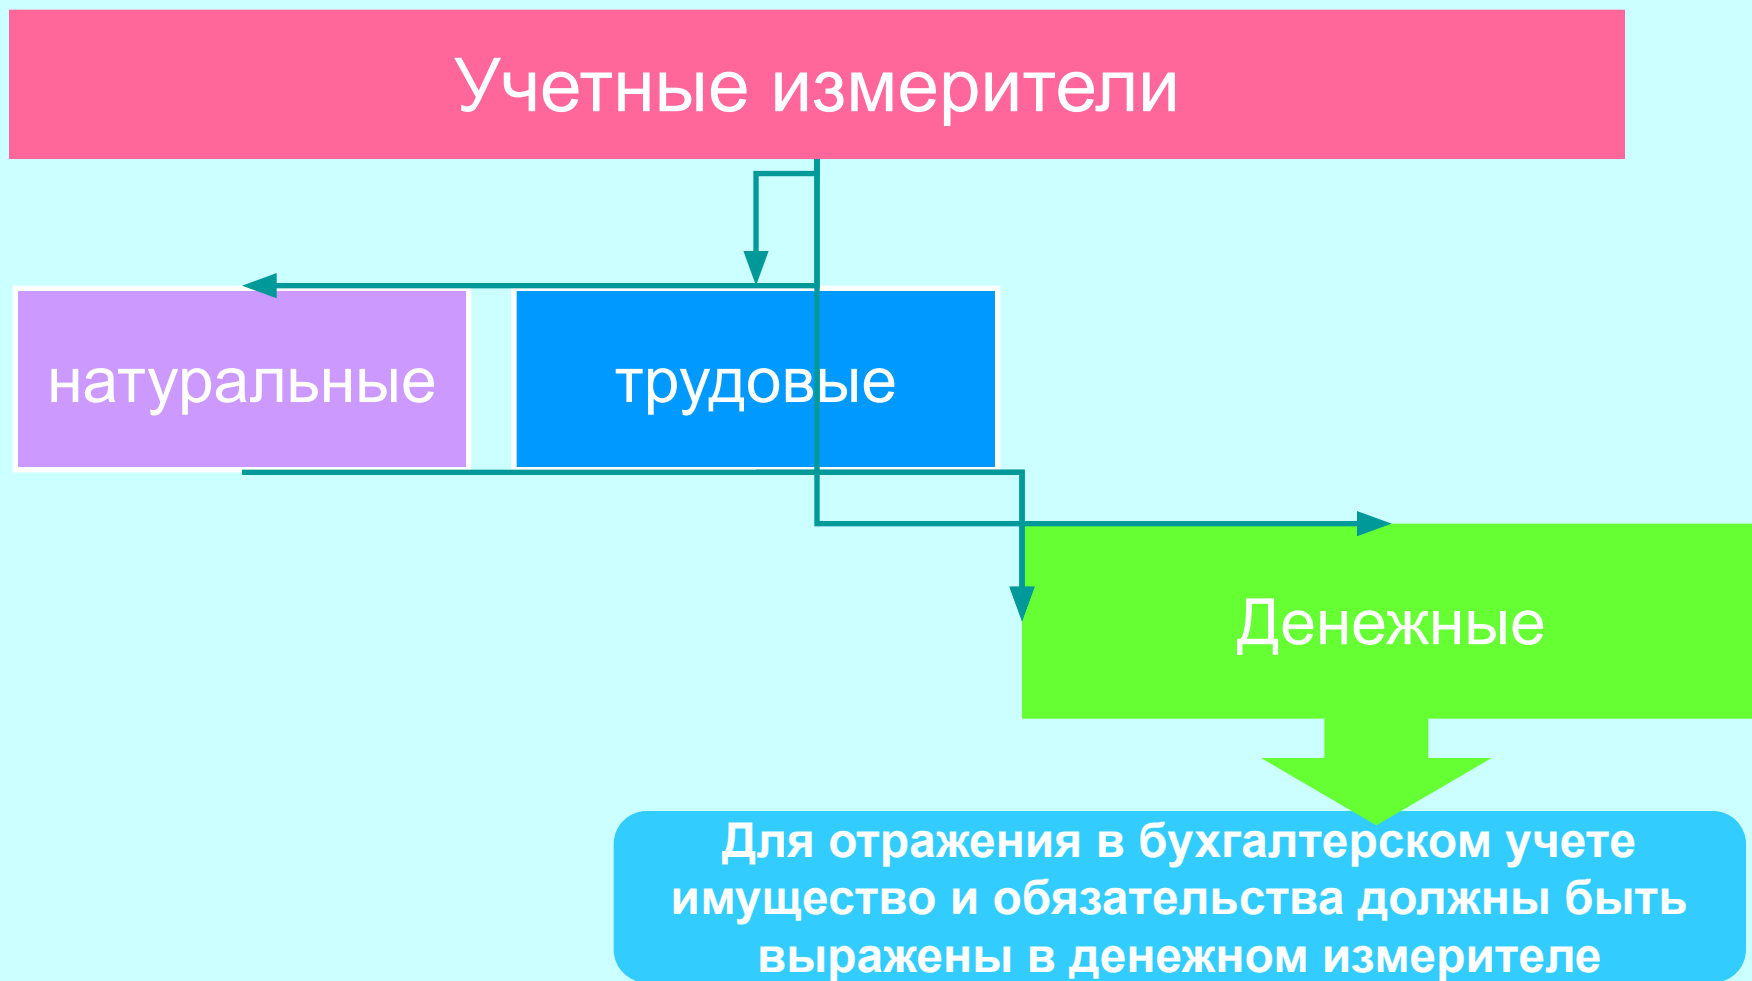 Учетные измерители
натуральные
трудовые
Денежные
Для отражения в бухгалтерском учете
имущество и обязательства должны быть
выражены в денежном измерителе